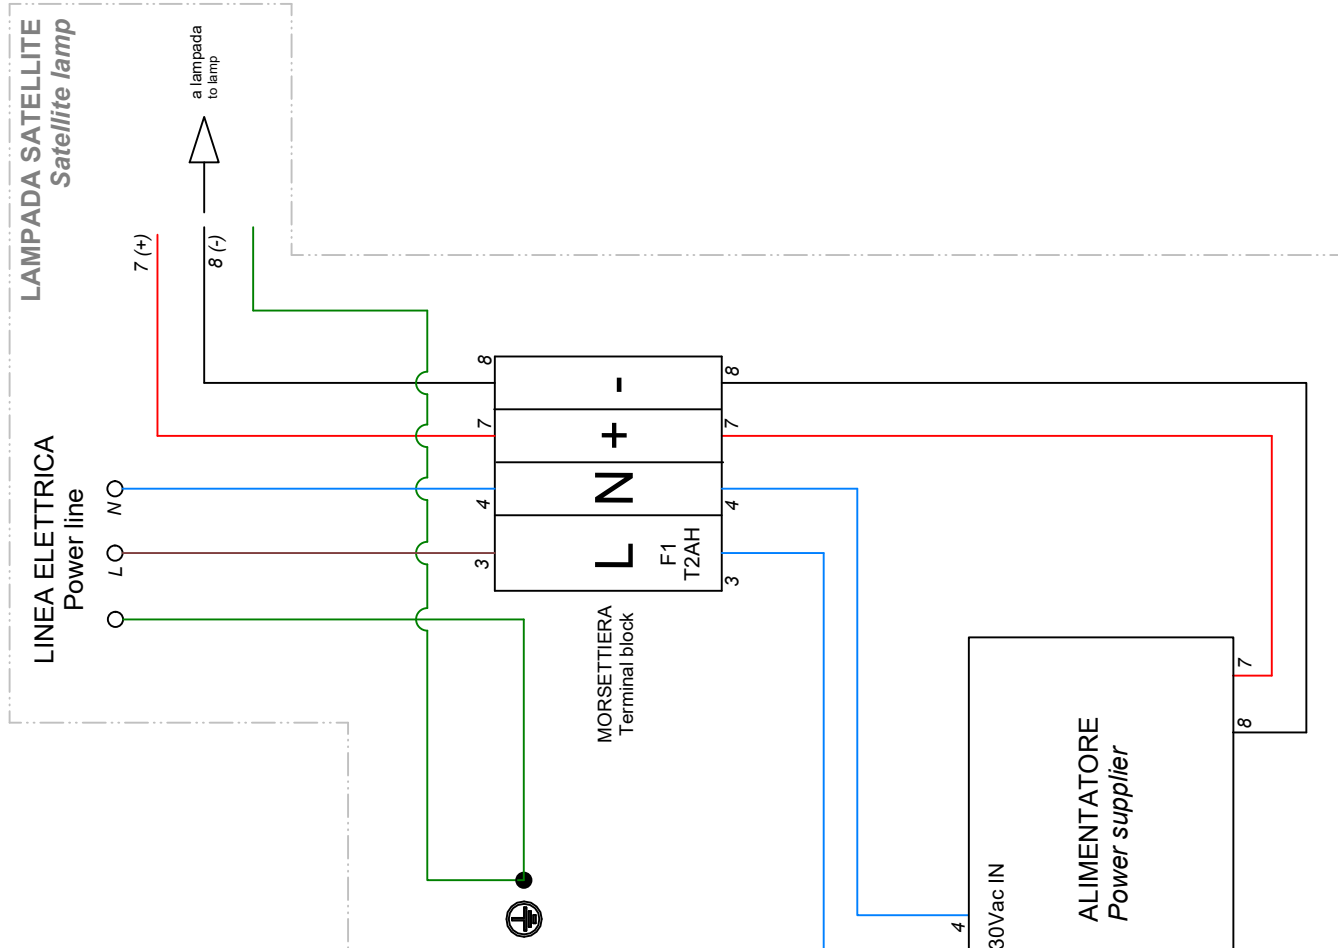 LAMPADA SATELLITE
Satellite lamp
a lampada
to lamp
7 (+)
8 (-)
LINEA ELETTRICA
Power line
N
L
8
7
4
3
-
+
N
L
F1
T2AH
8
7
4
3
MORSETTIERA
Terminal block
7
8
ALIMENTATORE
Power supplier
4
30Vac IN